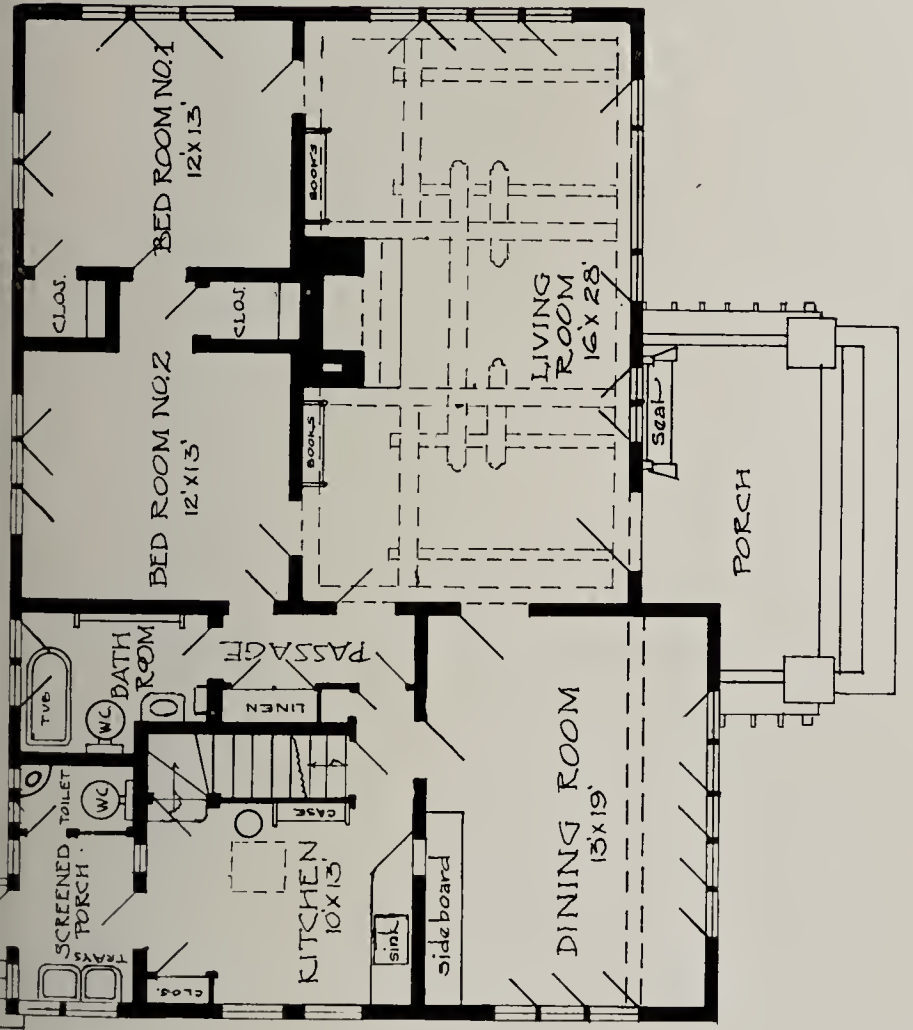 BED ROOM NO.1
12'X13'
CLOS.
CLOS.
BOOKS
BED ROOM NO.2
12'X13'
BOOKS
LIVING
ROOM
16'X28'
seat
PORCH
TUB
WC
BATH
ROOM
PASSAGE
LINEN
TOILET
WC
SCREENED
PORCH
TRAYS
CASE
KITCHEN
10'X13'
CLOS.
sink
sideboard
DINING ROOM
13'X19'